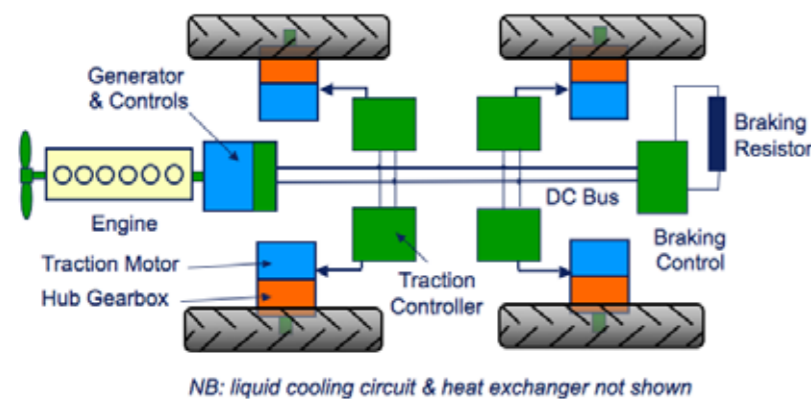 Generator
& Controls
Braking
Resistor
DC Bus
Engine
Braking
Control
Traction Motor
Traction
Controller
Hub Gearbox
NB: liquid cooling circuit & heat exchanger not shown